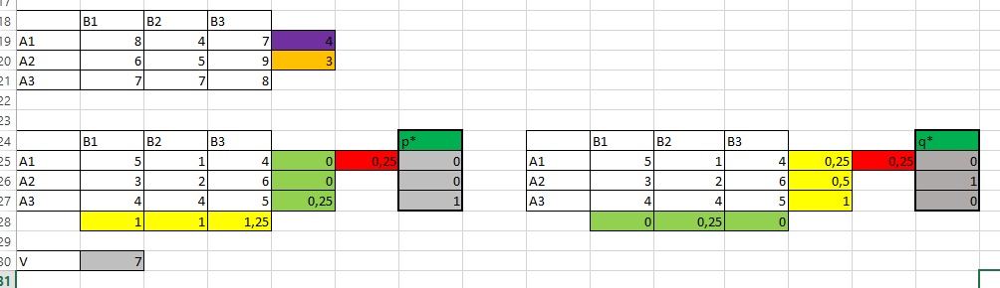 17
18 B1 B2 B3
19 A1 8 4 7 4
20 A2 6 5 9 3
21 A3 7 7 8
22
23
24 B1 B2 B3 p* B1 B2 B3 q*
25 A1 5 1 4 0 0,25 0 A1 5 1 4 0,25 0,25 0
26 A2 3 2 6 0 0 A2 3 2 6 0,5 1
27 A3 4 4 5 0,25 1 A3 4 4 5 1 0
28 1 1 1,25 0 0,25 0
29
30 V 7
31